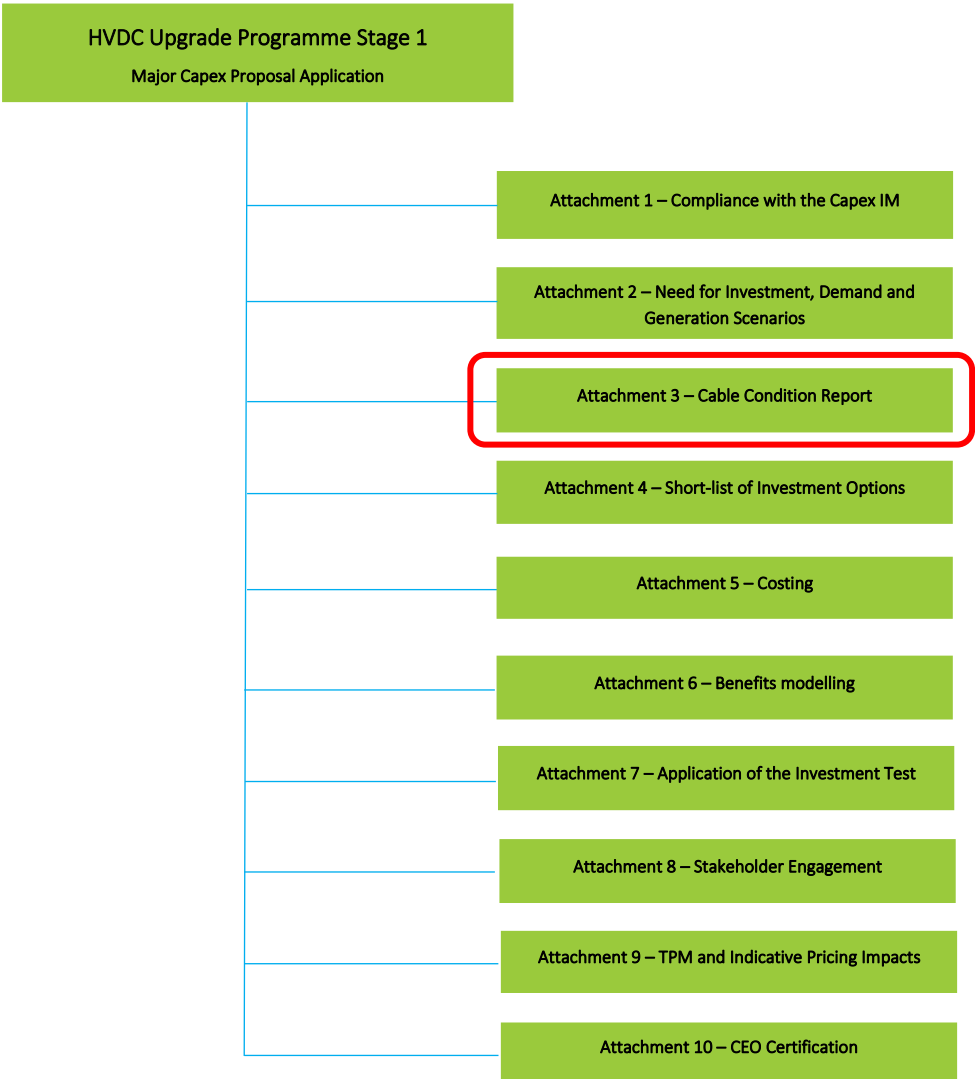 HVDC Upgrade Programme Stage 1
Major Capex Proposal Application
Attachment 1 – Compliance with the Capex IM
Attachment 2 – Need for Investment, Demand and
Generation Scenarios
Attachment 3 – Cable Condition Report
Attachment 4 – Short-list of Investment Options
Attachment 5 – Costing
Attachment 6 – Benefits modelling
Attachment 7 – Application of the Investment Test
Attachment 8 – Stakeholder Engagement
Attachment 9 – TPM and Indicative Pricing Impacts
Attachment 10 – CEO Certification